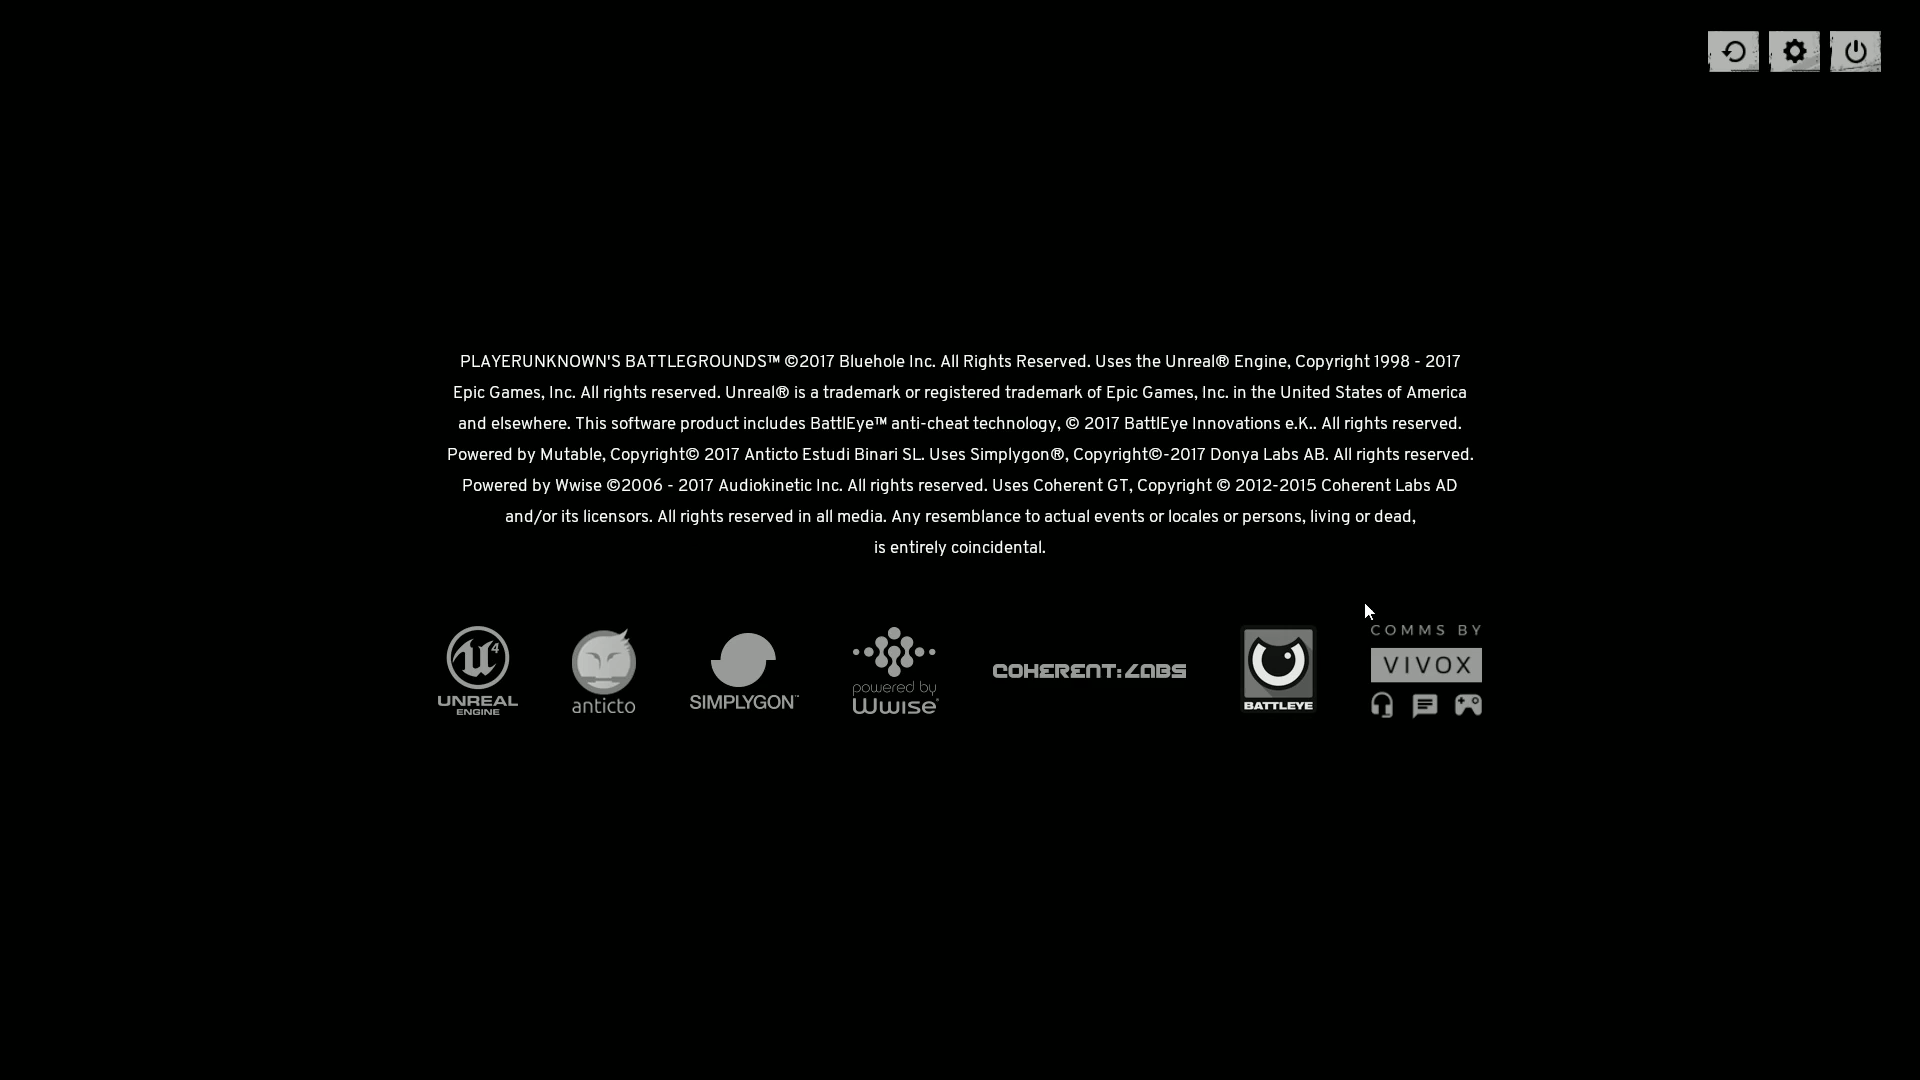 PLAYERUNKNOWN'S BATTLEGROUNDS™ ©2017 Bluehole Inc. All Rights Reserved. Uses the Unreal® Engine, Copyright 1998 - 2017
Epic Games, Inc. All rights reserved. Unreal® is a trademark or registered trademark of Epic Games, Inc. in the United States of America
and elsewhere. This software product includes BattlEye™ anti-cheat technology, © 2017 BattlEye Innovations e.K.. All rights reserved.
Powered by Mutable, Copyright© 2017 Anticto Estudi Binari SL. Uses Simplygon®, Copyright©-2017 Donya Labs AB. All rights reserved.
Powered by Wwise ©2006 - 2017 Audiokinetic Inc. All rights reserved. Uses Coherent GT, Copyright © 2012-2015 Coherent Labs AD
and/or its licensors. All rights reserved in all media. Any resemblance to actual events or locales or persons, living or dead,
is entirely coincidental.
U4
UNREAL
ENGINE
anticto
SIMPLYGON™
powered by
Wwise®
COHERENT:LABS
BATTLEYE
COMMS BY
VIVOX